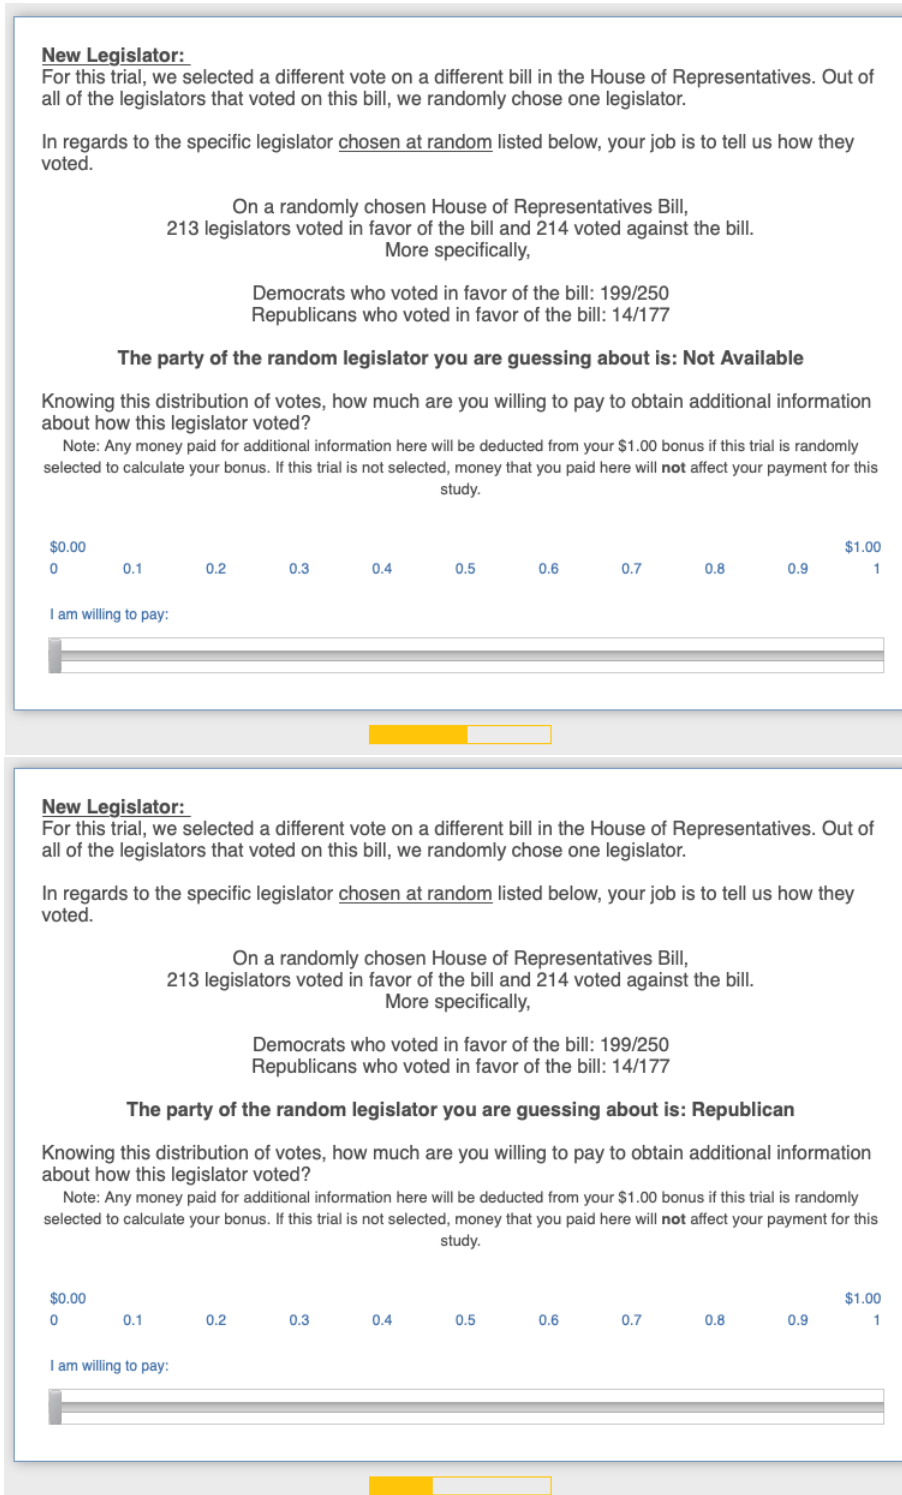 New Legislator:
For this trial, we selected a different vote on a different bill in the House of Representatives. Out of
all of the legislators that voted on this bill, we randomly chose one legislator.
In regards to the specific legislator chosen at random listed below, your job is to tell us how they
voted.
On a randomly chosen House of Representatives Bill,
213 legislators voted in favor of the bill and 214 voted against the bill.
More specifically,
Democrats who voted in favor of the bill: 199/250
Republicans who voted in favor of the bill: 14/177
The party of the random legislator you are guessing about is: Not Available
Knowing this distribution of votes, how much are you willing to pay to obtain additional information
about how this legislator voted?
Note: Any money paid for additional information here will be deducted from your $1.00 bonus if this trial is randomly
selected to calculate your bonus. If this trial is not selected, money that you paid here will not affect your payment for this
study.
$0.00 $1.00
0 0.1 0.2 0.3 0.4 0.5 0.6 0.7 0.8 0.9 1
I am willing to pay:
New Legislator:
For this trial, we selected a different vote on a different bill in the House of Representatives. Out of
all of the legislators that voted on this bill, we randomly chose one legislator.
In regards to the specific legislator chosen at random listed below, your job is to tell us how they
voted.
On a randomly chosen House of Representatives Bill,
213 legislators voted in favor of the bill and 214 voted against the bill.
More specifically,
Democrats who voted in favor of the bill: 199/250
Republicans who voted in favor of the bill: 14/177
The party of the random legislator you are guessing about is: Republican
Knowing this distribution of votes, how much are you willing to pay to obtain additional information
about how this legislator voted?
Note: Any money paid for additional information here will be deducted from your $1.00 bonus if this trial is randomly
selected to calculate your bonus. If this trial is not selected, money that you paid here will not affect your payment for this
study.
$0.00 $1.00
0 0.1 0.2 0.3 0.4 0.5 0.6 0.7 0.8 0.9 1
I am willing to pay: